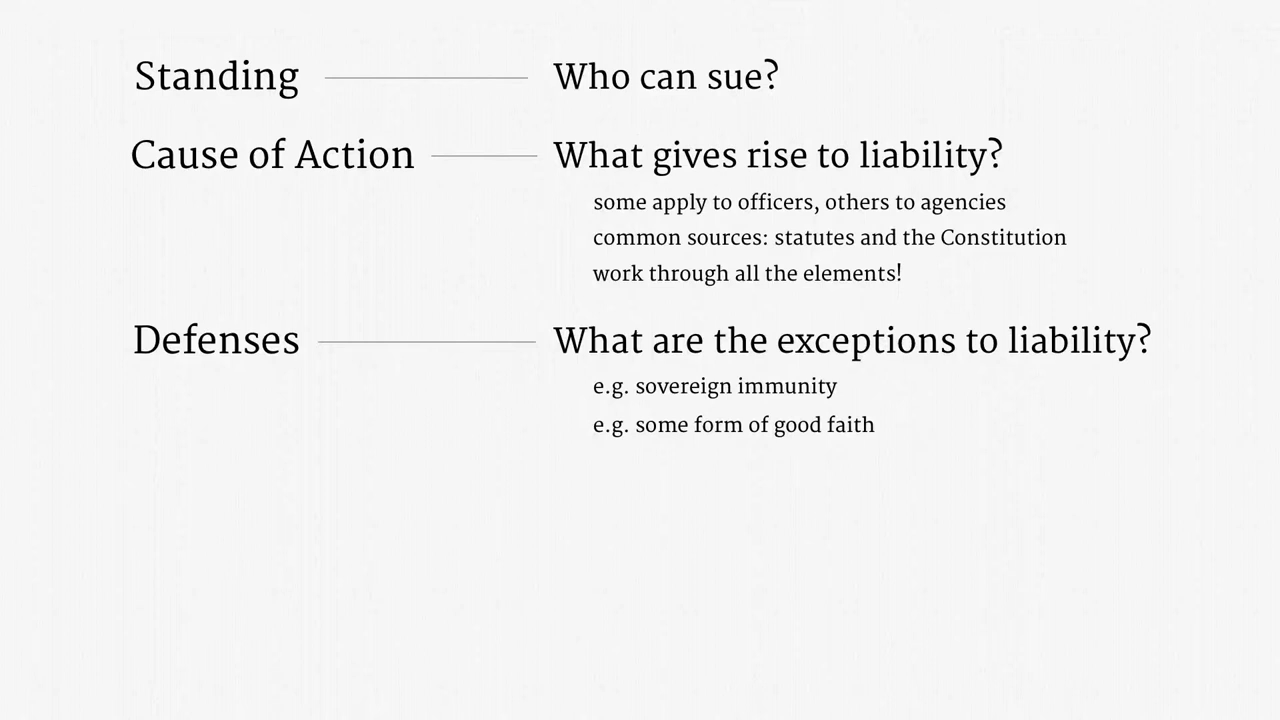 Standing Who can sue?
Cause of Action What gives rise to liability?
some apply to officers, others to agencies
common sources: statutes and the Constitution
work through all the elements!
Defenses What are the exceptions to liability?
e.g. sovereign immunity
e.g. some form of good faith